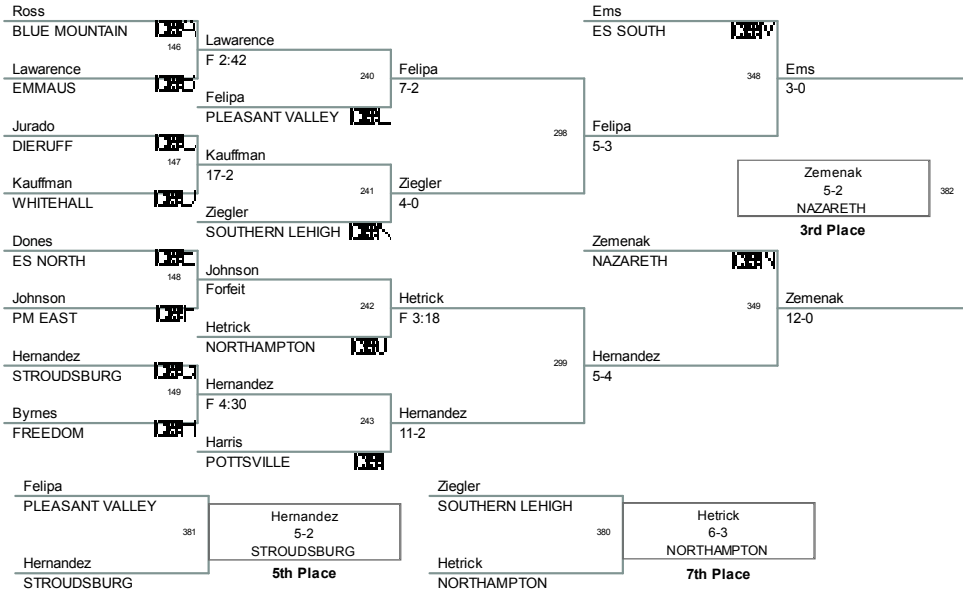 Ross
BLUE MOUNTAIN
146
Lawarence
EMMAUS
Lawarence
F 2:42
240
Felipa
PLEASANT VALLEY
Felipa
7-2
Jurado
DIERUFF
147
Kauffman
WHITEHALL
Kauffman
17-2
241
Ziegler
SOUTHERN LEHIGH
Ziegler
4-0
298
Felipa
5-3
Ems
ES SOUTH
348
Ems
3-0
Zemenak
5-2
NAZARETH
382
3rd Place
Dones
ES NORTH
148
Johnson
PM EAST
Johnson
Forfeit
242
Hetrick
NORTHAMPTON
Hetrick
F 3:18
Hernandez
STROUDSBURG
149
Byrnes
FREEDOM
Hernandez
F 4:30
243
Harris
POTTSVILLE
Hernandez
11-2
299
Hernandez
5-4
Zemenak
NAZARETH
349
Zemenak
12-0
Felipa
PLEASANT VALLEY
381
Hernandez
STROUDSBURG
Hernandez
5-2
STROUDSBURG
5th Place
Ziegler
SOUTHERN LEHIGH
380
Hetrick
NORTHAMPTON
Hetrick
6-3
NORTHAMPTON
7th Place